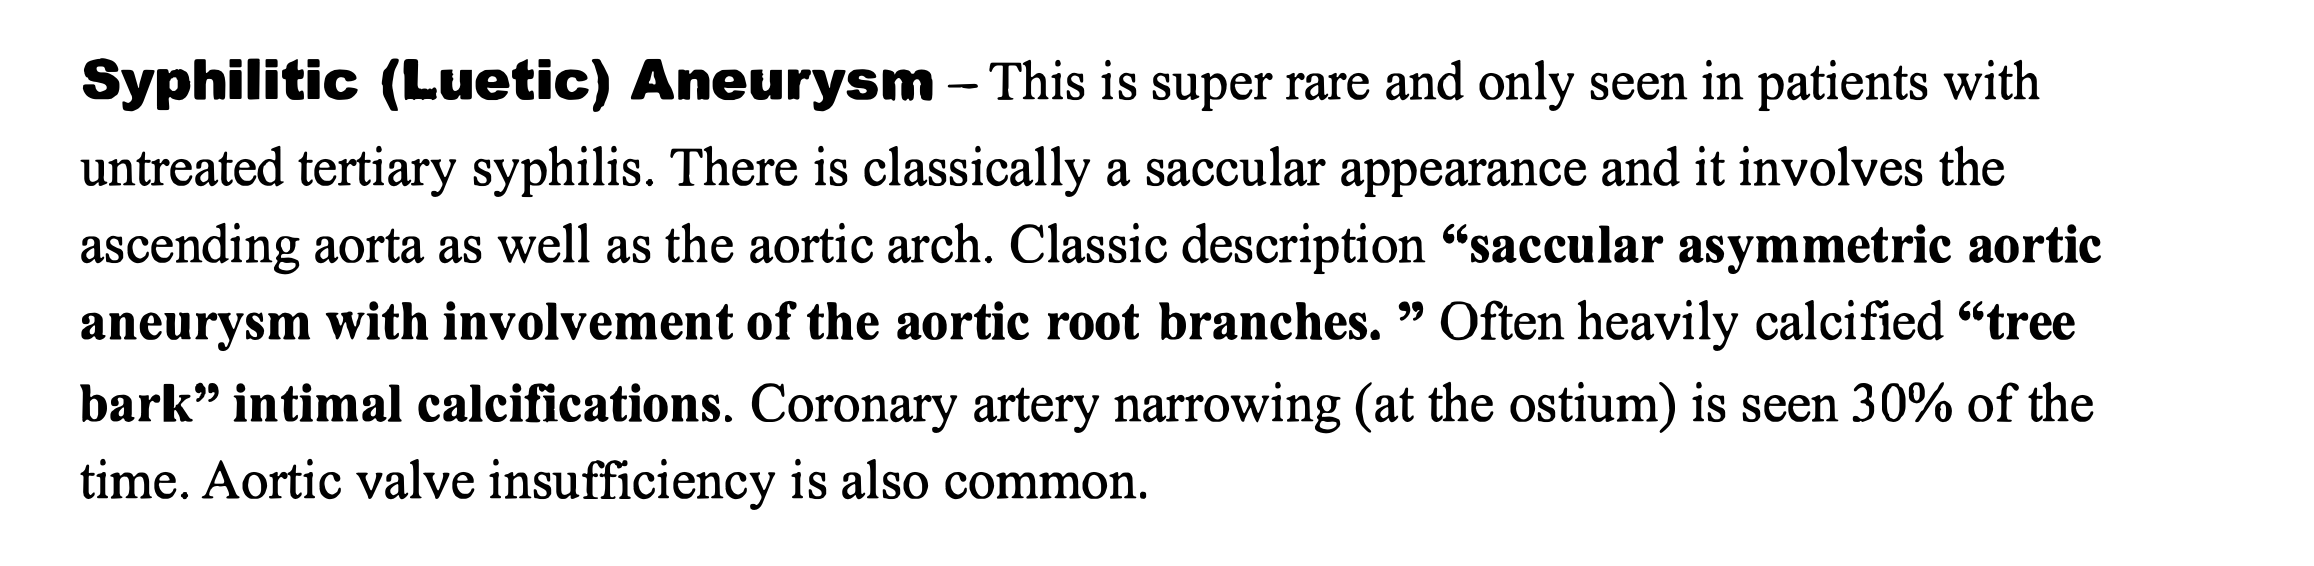 Syphilitic (Luetic) Aneurysm – This is super rare and only seen in patients with
untreated tertiary syphilis. There is classically a saccular appearance and it involves the
ascending aorta as well as the aortic arch. Classic description “saccular asymmetric aortic
aneurysm with involvement of the aortic root branches. ” Often heavily calcified “tree
bark” intimal calcifications. Coronary artery narrowing (at the ostium) is seen 30% of the
time. Aortic valve insufficiency is also common.